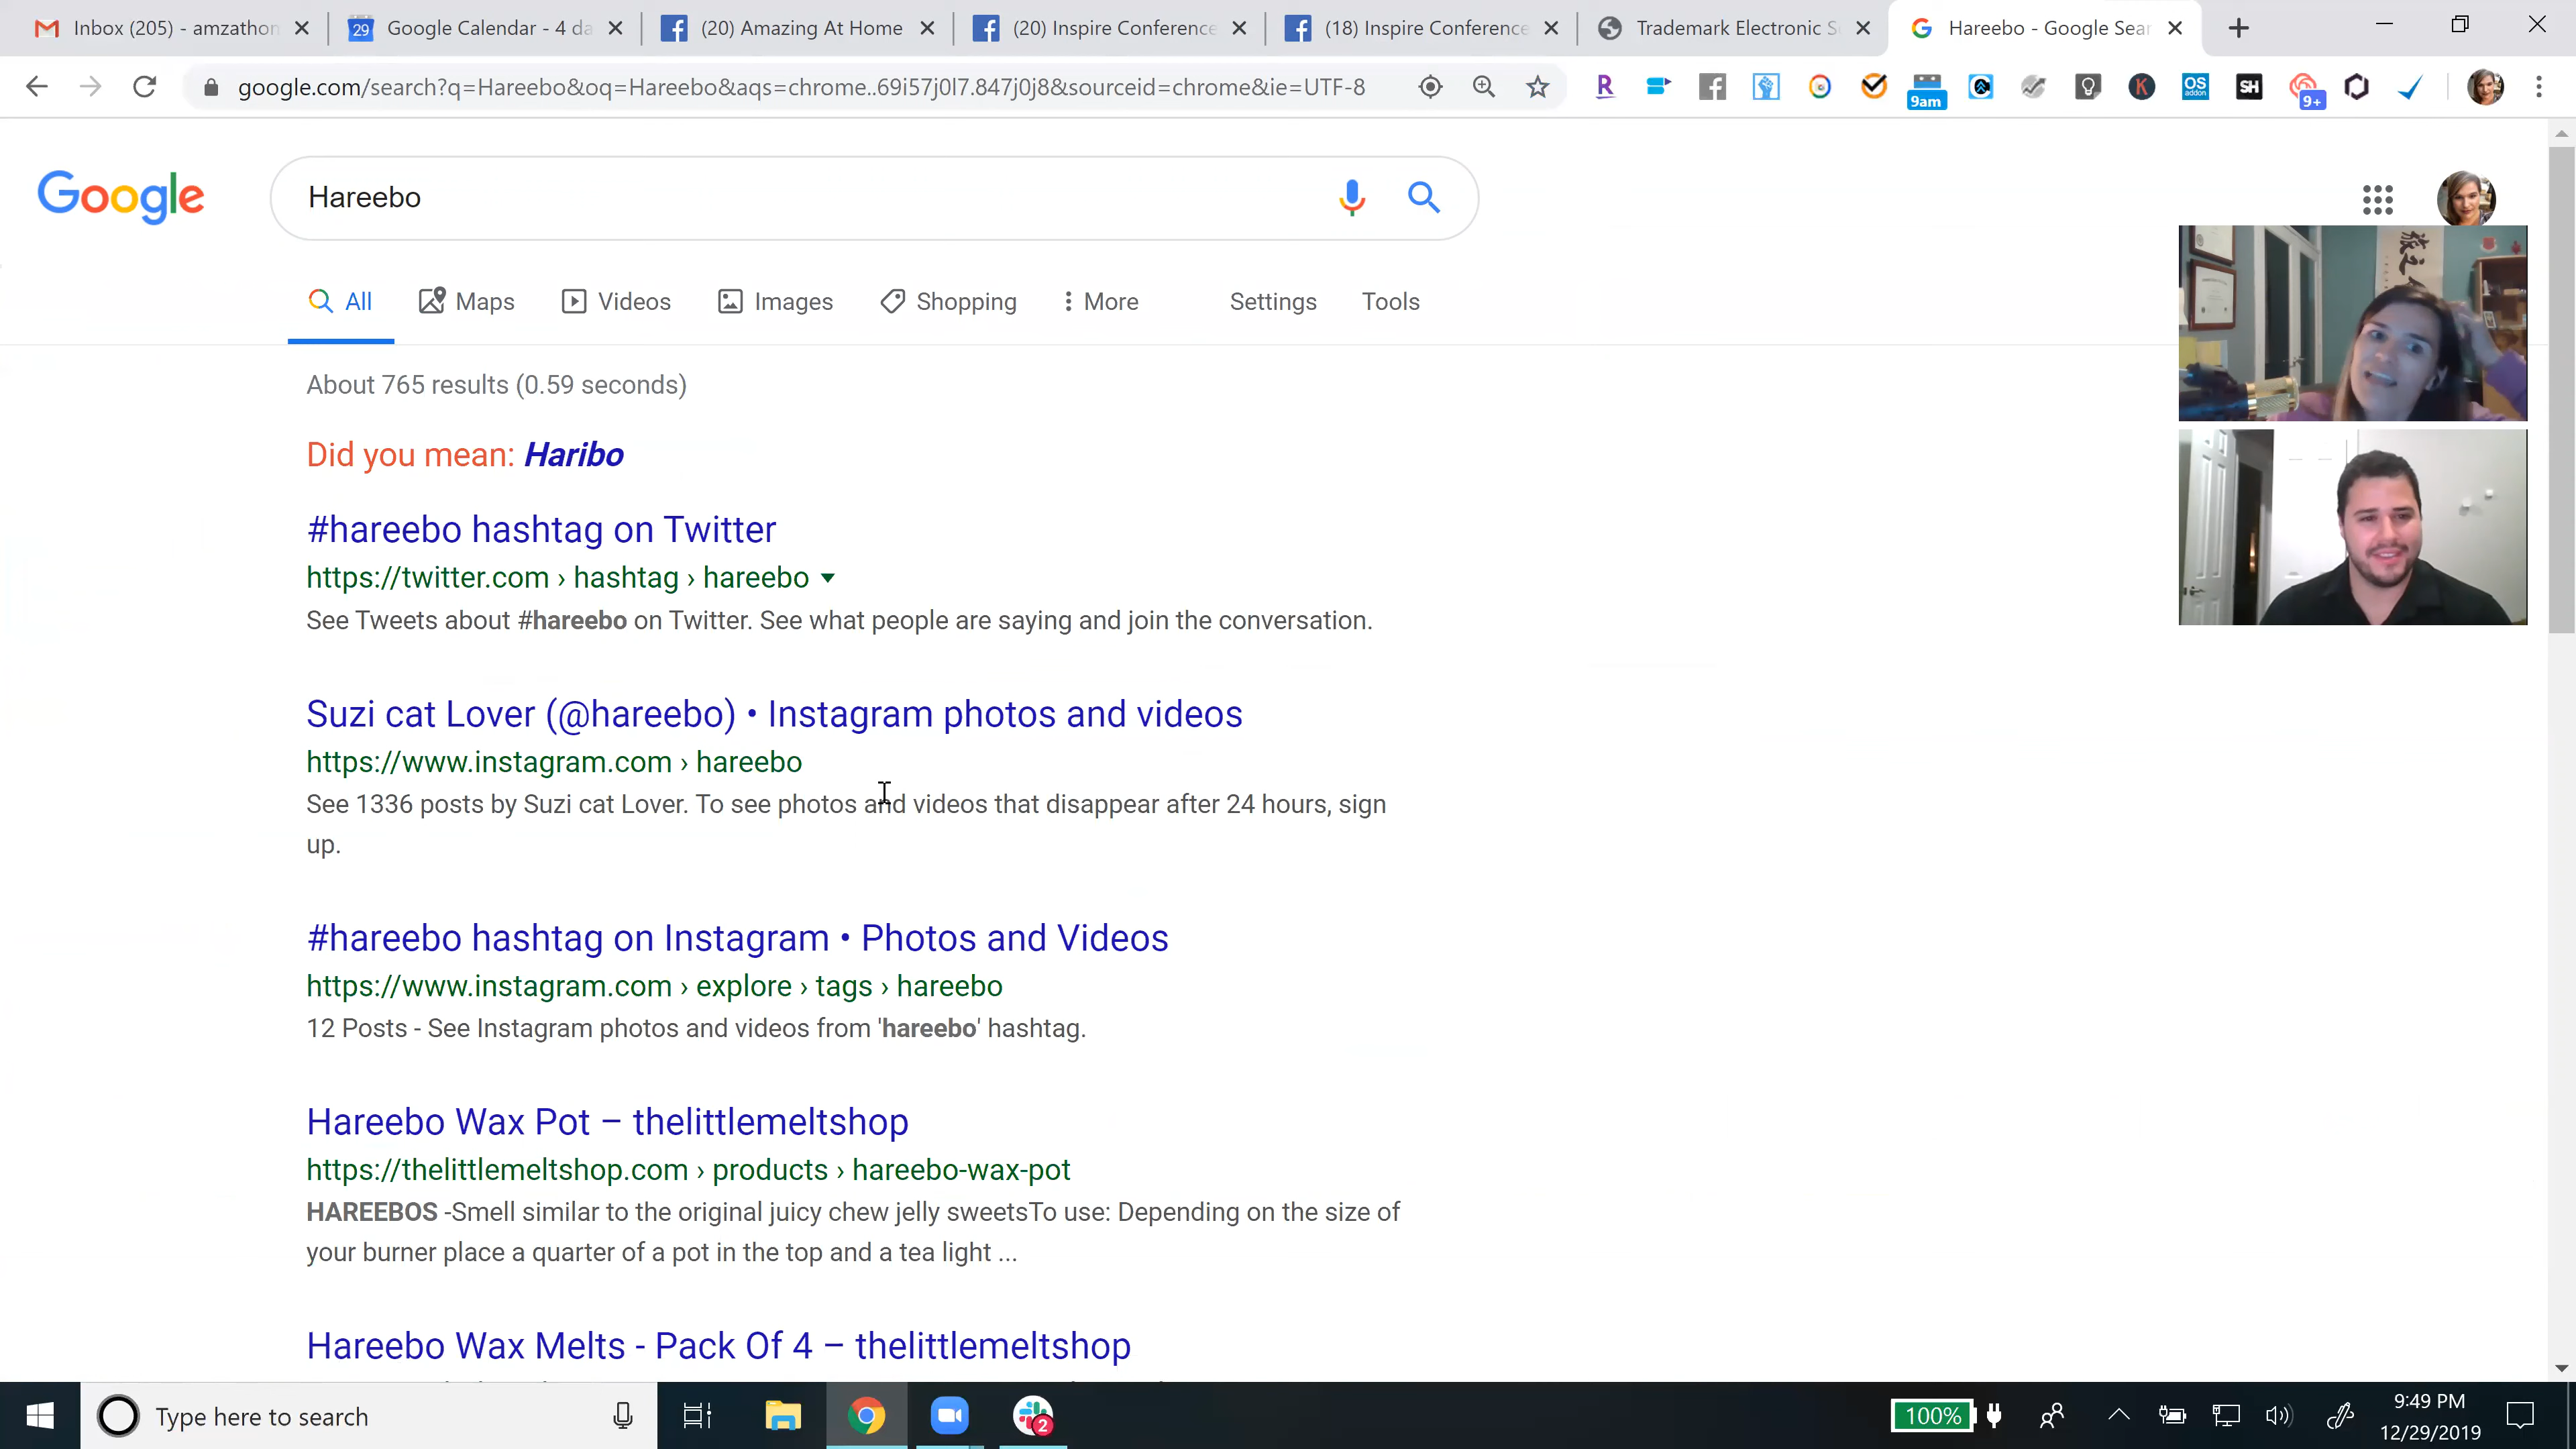 Inbox (205) - amzathon
Google Calendar - 4 da
(20) Amazing At Home
(20) Inspire Conference
(18) Inspire Conference
Trademark Electronic S
Hareebo - Google Sear
google.com/search?q=Hareebo&oq=Hareebo&aqs=chrome..69i57j0l7.847j0j8&sourceid=chrome&ie=UTF-8
R
9am
K
OS
addon
SH
9+
Google
Hareebo
All
Maps
Videos
Images
Shopping
More
Settings
Tools
About 765 results (0.59 seconds)
Did you mean: Haribo
#hareebo hashtag on Twitter
https://twitter.com › hashtag › hareebo
See Tweets about #hareebo on Twitter. See what people are saying and join the conversation.
Suzi cat Lover (@hareebo) • Instagram photos and videos
https://www.instagram.com › hareebo
See 1336 posts by Suzi cat Lover. To see photos and videos that disappear after 24 hours, sign
up.
#hareebo hashtag on Instagram • Photos and Videos
https://www.instagram.com › explore › tags › hareebo
12 Posts - See Instagram photos and videos from 'hareebo' hashtag.
Hareebo Wax Pot – thelittlemeltshop
https://thelittlemeltshop.com › products › hareebo-wax-pot
HAREEBOS -Smell similar to the original juicy chew jelly sweetsTo use: Depending on the size of
your burner place a quarter of a pot in the top and a tea light ...
Hareebo Wax Melts - Pack Of 4 – thelittlemeltshop
Type here to search
2
100%
9:49 PM
12/29/2019